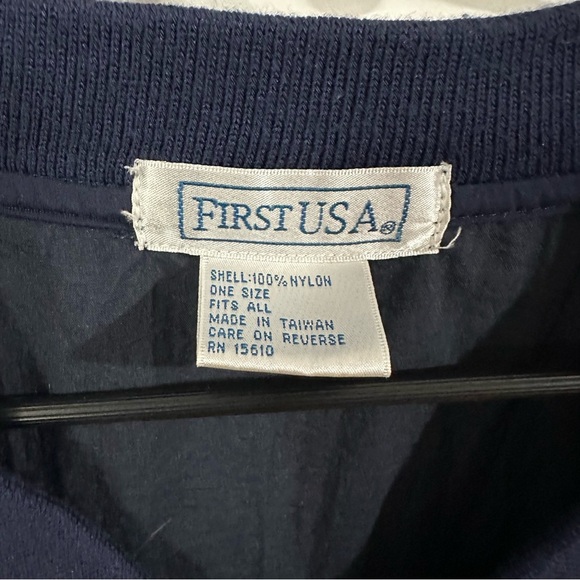 FIRST USA®
SHELL:100% NYLON
ONE SIZE
FITS ALL
MADE IN TAIWAN
CARE ON REVERSE
RN 15610